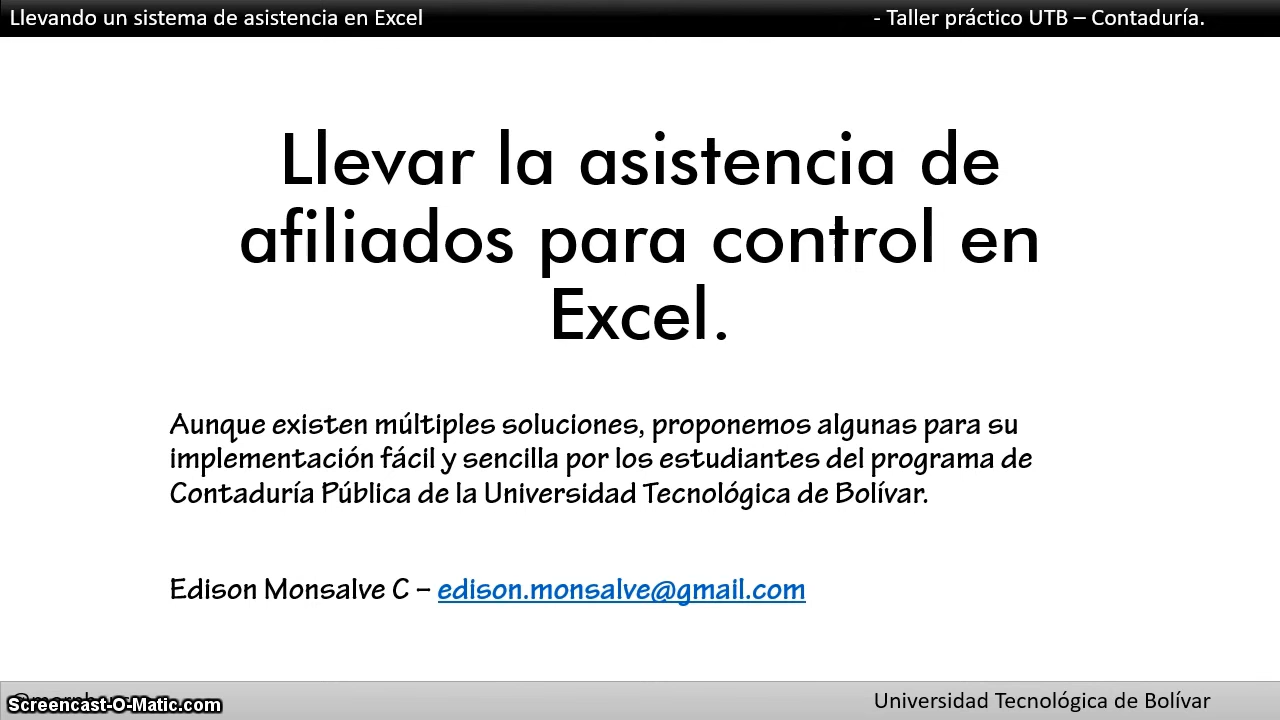 Llevando un sistema de asistencia en Excel - Taller práctico UTB – Contaduría.
Llevar la asistencia de
afiliados para control en
Excel.
Aunque existen múltiples soluciones, proponemos algunas para su
implementación fácil y sencilla por los estudiantes del programa de
Contaduría Pública de la Universidad Tecnológica de Bolívar.
Edison Monsalve C – edison.monsalve@gmail.com
Screencast-O-Matic.com Universidad Tecnológica de Bolívar